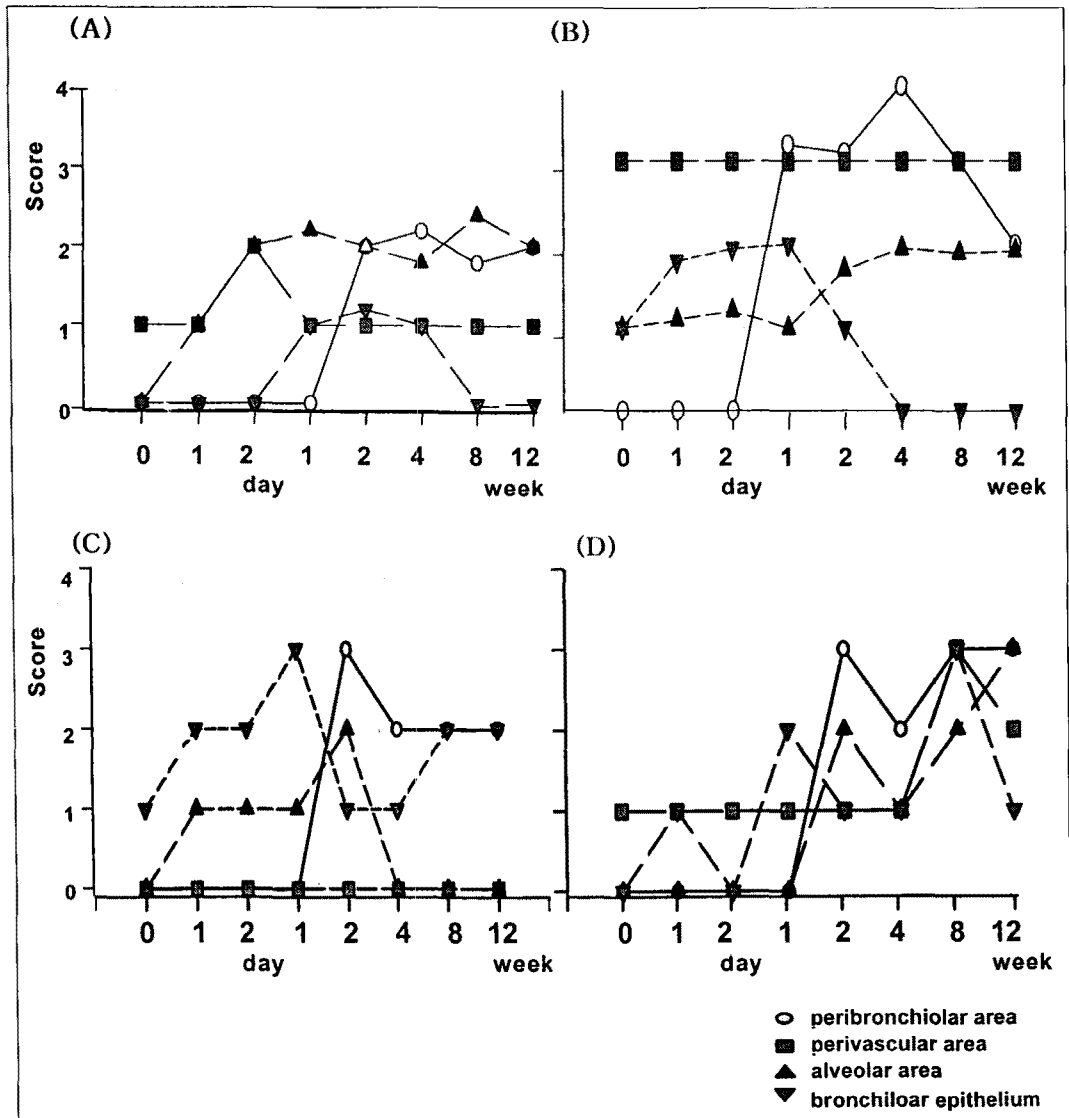 (A)
4
3
2
1
0
Score
0 1 2 1 2 4 8 12
day week
(B)
0 1 2 1 2 4 8 12
day week
(C)
4
3
2
1
0
Score
0 1 2 1 2 4 8 12
day week
(D)
0 1 2 1 2 4 8 12
day week
peribronchiolar area
perivascular area
alveolar area
bronchiloar epithelium